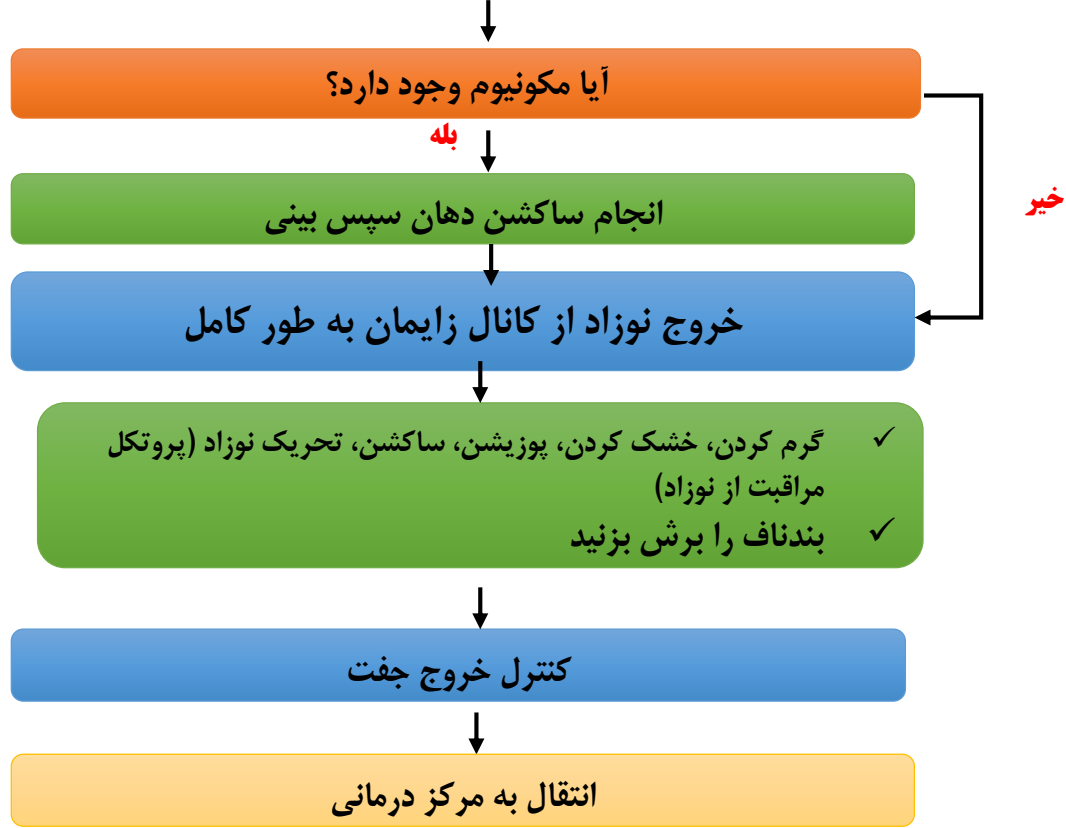 آیا مکونیوم وجود دارد؟
بله
خیر
انجام ساکشن دهان سپس بینی
خروج نوزاد از کانال زایمان به طور کامل
✓ گرم کردن، خشک کردن، پوزیشن، ساکشن، تحریک نوزاد (پروتکل
مراقبت از نوزاد)
✓ بندناف را برش بزنید
کنترل خروج جفت
انتقال به مرکز درمانی